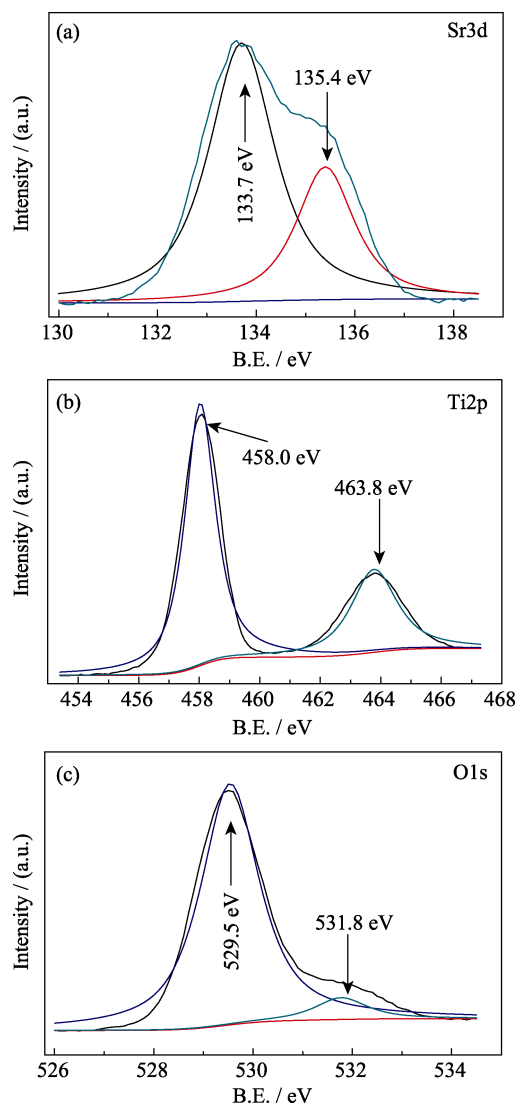 (a)
Sr3d
135.4 eV
133.7 eV
Intensity / (a.u.)
130 132 134 136 138
B.E. / eV
(b)
Ti2p
458.0 eV
463.8 eV
Intensity / (a.u.)
454 456 458 460 462 464 466 468
B.E. / eV
(c)
O1s
529.5 eV
531.8 eV
Intensity / (a.u.)
526 528 530 532 534
B.E. / eV